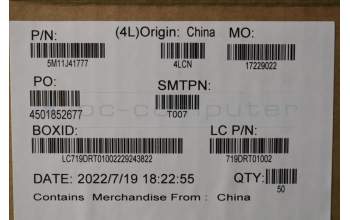 P/N: (4L)Origin: China MO:
5M11J41777 4LCN 17229022
PO: SMTPN:
4501852677 T007
BOXID: LC P/N:
LC719DRT01002229243822 719DRT01002
DATE: 2022/7/19 18:22:55 QTY:
50
Contains Merchandise From : China